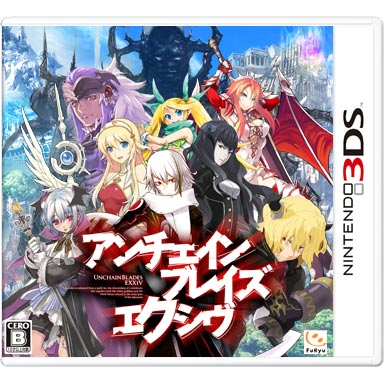 NINTENDO 3DS
アンチェイン
UNCHAINBLADES
EXXIV
ブレイズ
エクシヴ
CERO
B
FURYU